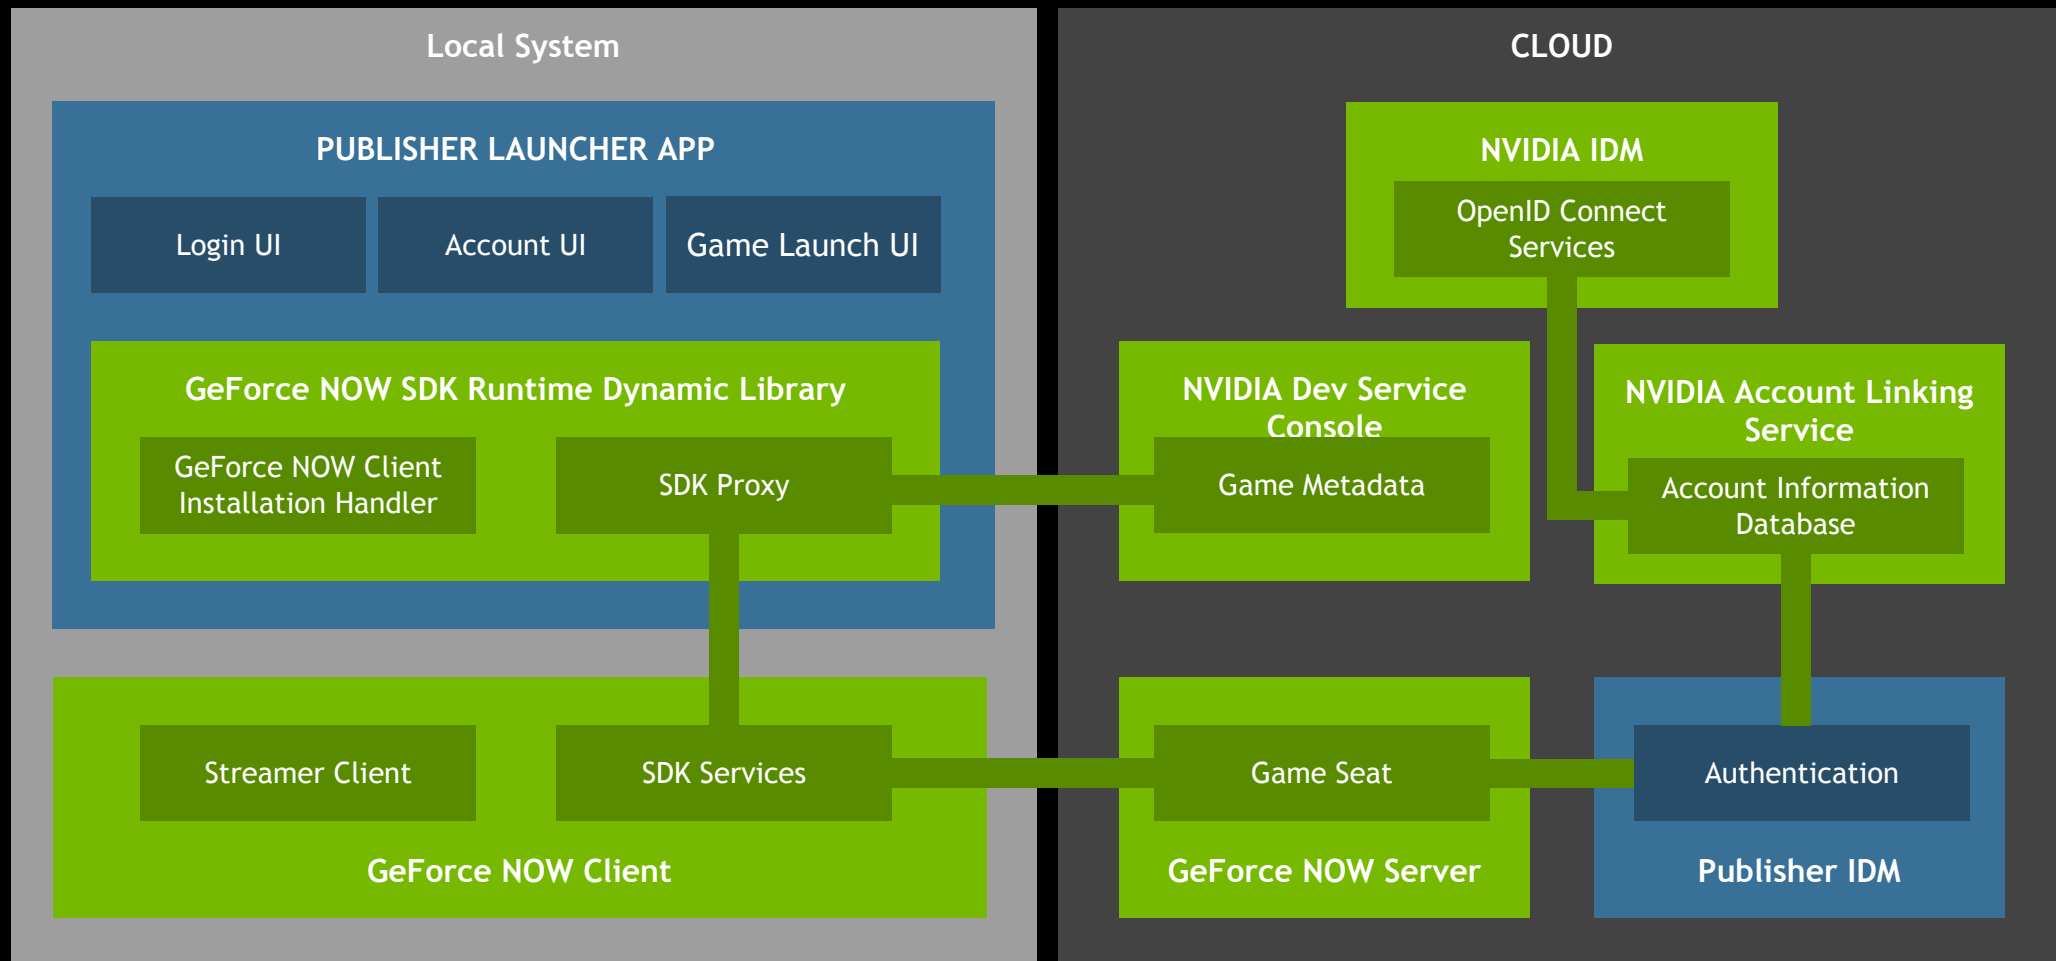 Local System
PUBLISHER LAUNCHER APP
Login UI
Account UI
Game Launch UI
GeForce NOW SDK Runtime Dynamic Library
GeForce NOW Client
Installation Handler
SDK Proxy
Streamer Client
SDK Services
GeForce NOW Client
CLOUD
NVIDIA IDM
OpenID Connect
Services
NVIDIA Dev Service
Console
Game Metadata
NVIDIA Account Linking
Service
Account Information
Database
Game Seat
GeForce NOW Server
Authentication
Publisher IDM